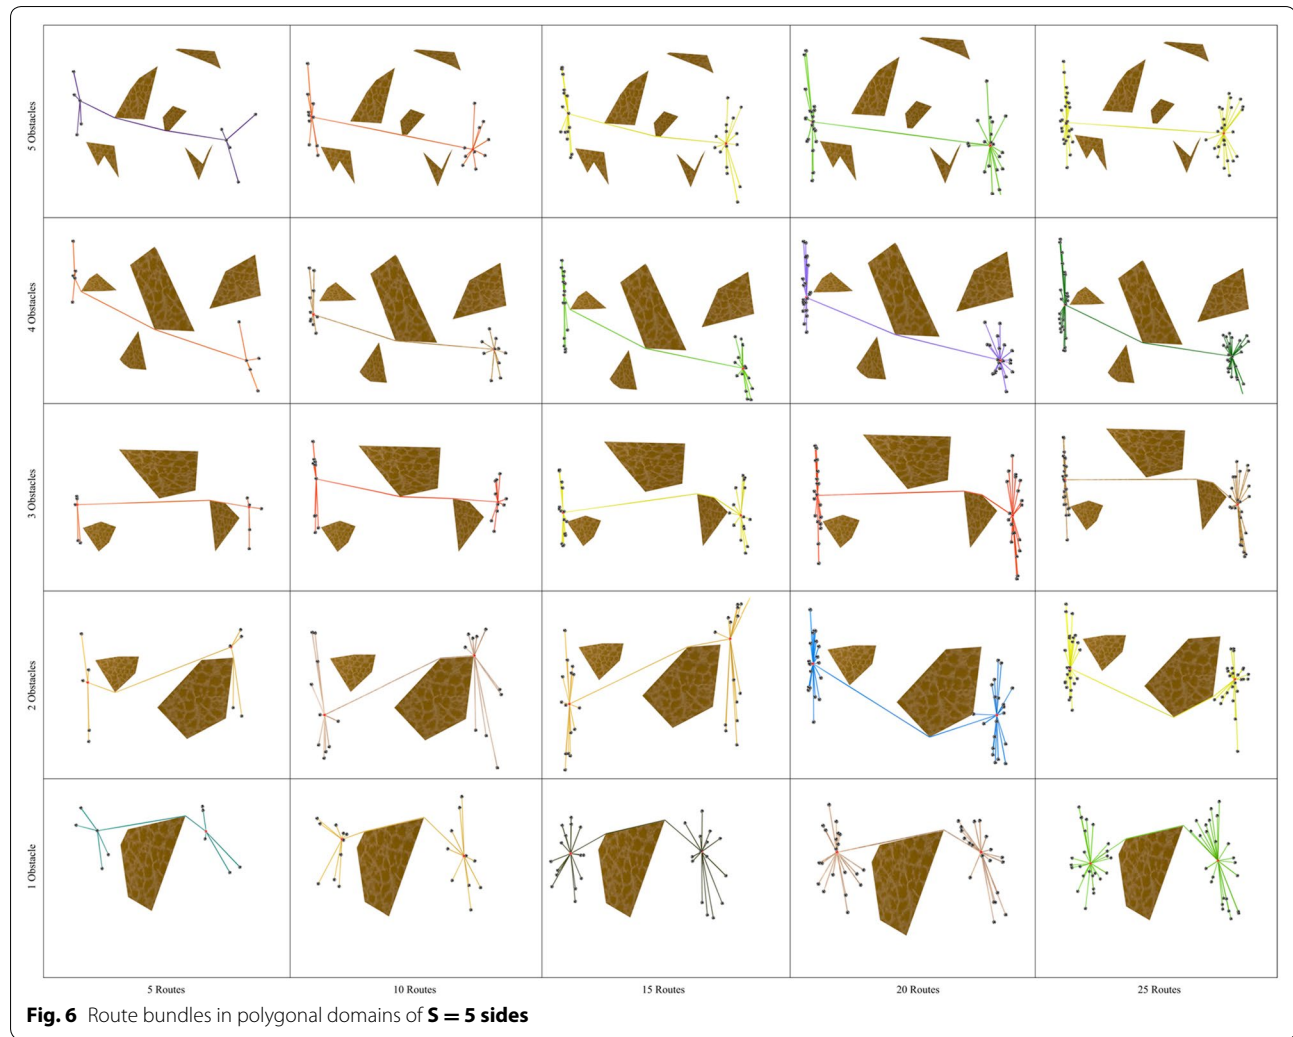 5 Obstacles
4 Obstacles
3 Obstacles
2 Obstacles
1 Obstacle
5 Routes
10 Routes
15 Routes
20 Routes
25 Routes
Fig. 6 Route bundles in polygonal domains of S = 5 sides